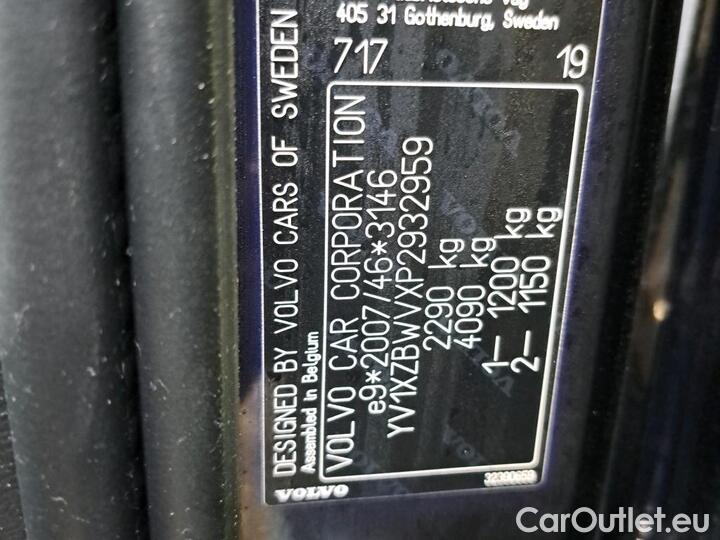 405 31 Gothenburg, Sweden
717 19
DESIGNED BY VOLVO CARS OF SWEDEN
Assembled in Belgium
VOLVO CAR CORPORATION
e9*2007/46*3146
YV1XZBWVXP2932959
2290 kg
4090 kg
1– 1200 kg
2– 1150 kg
VOLVO
32300659
CarOutlet.eu